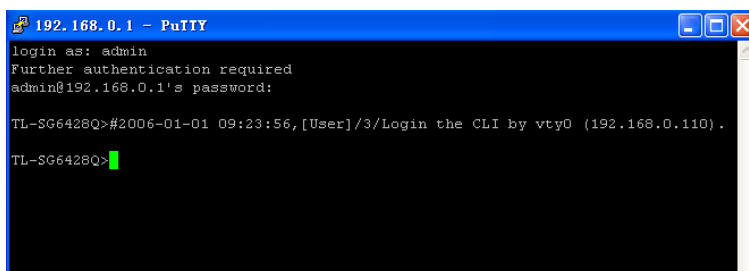 192.168.0.1 - PuTTY
login as: admin
Further authentication required
admin@192.168.0.1's password:
TL-SG6428Q>#2006-01-01 09:23:56,[User]/3/Login the CLI by vty0 (192.168.0.110).
TL-SG6428Q>